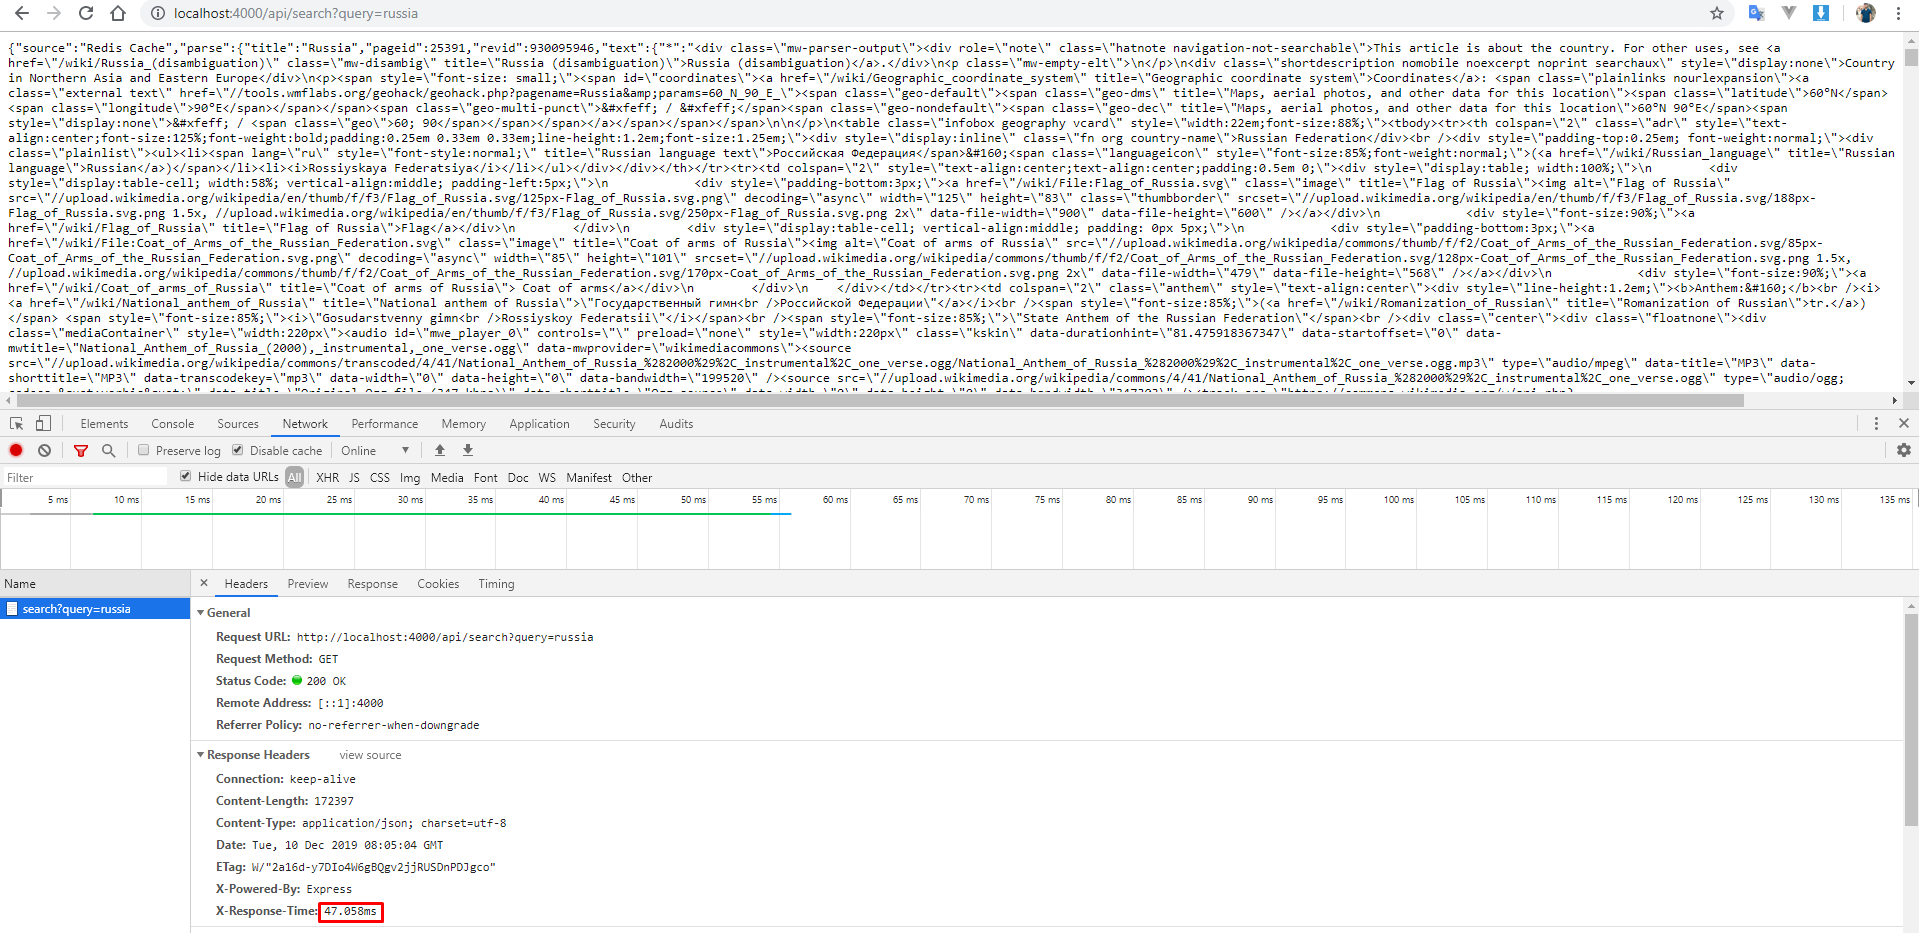 localhost:4000/api/search?query=russia
{"source":"Redis Cache","parse":{"title":"Russia","pageid":25391,"revid":930095946,"text":{"*":"<div class=\"mw-parser-output\"><div role=\"note\" class=\"hatnote navigation-not-searchable\">This article is about the country. For other uses, see <a
href=\"/wiki/Russia_(disambiguation)\" class=\"mw-disambig\" title=\"Russia (disambiguation)\">Russia (disambiguation)</a>.</div>\n<p class=\"mw-empty-elt\">\n</p>\n<div class=\"shortdescription nomobile noexcerpt noprint searchaux\" style=\"display:none\">Country
in Northern Asia and Eastern Europe</div>\n<p><span style=\"font-size: small;\"><span id=\"coordinates\"><a href=\"/wiki/Geographic_coordinate_system\" title=\"Geographic coordinate system\">Coordinates</a>: <span class=\"plainlinks nourlexpansion\"><a
class=\"external text\" href=\"//tools.wmflabs.org/geohack/geohack.php?pagename=Russia&amp;params=60_N_90_E_\"><span class=\"geo-default\"><span class=\"geo-dms\" title=\"Maps, aerial photos, and other data for this location\"><span class=\"latitude\">60°N</span>
<span class=\"longitude\">90°E</span></span></span><span class=\"geo-multi-punct\">&#xfeff; / &#xfeff;</span><span class=\"geo-nondefault\"><span class=\"geo-dec\" title=\"Maps, aerial photos, and other data for this location\">60°N 90°E</span><span
style=\"display:none\">&#xfeff; / <span class=\"geo\">60; 90</span></span></span></a></span></span></span>\n\n</p>\n<table class=\"infobox geography vcard\" style=\"width:22em;font-size:88%;\"><tbody><tr><th colspan=\"2\" class=\"adr\" style=\"text-
align:center;font-size:125%;font-weight:bold;padding:0.25em 0.33em 0.33em;line-height:1.2em;font-size:1.25em;\"><div style=\"display:inline\" class=\"fn org country-name\">Russian Federation</div><br /><div style=\"padding-top:0.25em; font-weight:normal;\"><div
class=\"plainlist\"><ul><li><span lang=\"ru\" style=\"font-style:normal;\" title=\"Russian language text\">Российская Федерация</span>&#160;<span class=\"languageicon\" style=\"font-size:85%;font-weight:normal;\">(<a href=\"/wiki/Russian_language\" title=\"Russian
language\">Russian</a>)</span></li><li><i>Rossiyskaya Federatsiya</i></li></ul></div></div></th></tr><tr><td colspan=\"2\" style=\"text-align:center;text-align:center;padding:0.5em 0;\"><div style=\"display:table; width:100%;\">\n <div
style=\"display:table-cell; width:58%; vertical-align:middle; padding-left:5px;\">\n <div style=\"padding-bottom:3px;\"><a href=\"/wiki/File:Flag_of_Russia.svg\" class=\"image\" title=\"Flag of Russia\"><img alt=\"Flag of Russia\"
src=\"//upload.wikimedia.org/wikipedia/en/thumb/f/f3/Flag_of_Russia.svg/125px-Flag_of_Russia.svg.png\" decoding=\"async\" width=\"125\" height=\"83\" class=\"thumbborder\" srcset=\"//upload.wikimedia.org/wikipedia/en/thumb/f/f3/Flag_of_Russia.svg/188px-
Flag_of_Russia.svg.png 1.5x, //upload.wikimedia.org/wikipedia/en/thumb/f/f3/Flag_of_Russia.svg/250px-Flag_of_Russia.svg.png 2x\" data-file-width=\"900\" data-file-height=\"600\" /></a></div>\n <div style=\"font-size:90%;\"><a
href=\"/wiki/Flag_of_Russia\" title=\"Flag of Russia\">Flag</a></div>\n </div>\n <div style=\"display:table-cell; vertical-align:middle; padding: 0px 5px;\">\n <div style=\"padding-bottom:3px;\"><a
href=\"/wiki/File:Coat_of_Arms_of_the_Russian_Federation.svg\" class=\"image\" title=\"Coat of arms of Russia\"><img alt=\"Coat of arms of Russia\" src=\"//upload.wikimedia.org/wikipedia/commons/thumb/f/f2/Coat_of_Arms_of_the_Russian_Federation.svg/85px-
Coat_of_Arms_of_the_Russian_Federation.svg.png\" decoding=\"async\" width=\"85\" height=\"101\" srcset=\"//upload.wikimedia.org/wikipedia/commons/thumb/f/f2/Coat_of_Arms_of_the_Russian_Federation.svg/128px-Coat_of_Arms_of_the_Russian_Federation.svg.png 1.5x,
//upload.wikimedia.org/wikipedia/commons/thumb/f/f2/Coat_of_Arms_of_the_Russian_Federation.svg/170px-Coat_of_Arms_of_the_Russian_Federation.svg.png 2x\" data-file-width=\"479\" data-file-height=\"568\" /></a></div>\n <div style=\"font-size:90%;\"><a
href=\"/wiki/Coat_of_arms_of_Russia\" title=\"Coat of arms of Russia\"> Coat of arms</a></div>\n </div>\n </div></td></tr><tr><td colspan=\"2\" class=\"anthem\" style=\"text-align:center\"><div style=\"line-height:1.2em;\"><b>Anthem:&#160;</b><br /><i>
<a href=\"/wiki/National_anthem_of_Russia\" title=\"National anthem of Russia\">\"Государственный гимн<br />Российской Федерации\"</a></i><br /><span style=\"font-size:85%;\">(<a href=\"/wiki/Romanization_of_Russian\" title=\"Romanization of Russian\">tr.</a>)
</span> <span style=\"font-size:85%;\"><i>\"Gosudarstvenny gimn<br />Rossiyskoy Federatsii\"</i></span><br /><span style=\"font-size:85%;\">\"State Anthem of the Russian Federation\"</span><br /><div class=\"center\"><div class=\"floatnone\"><div
class=\"mediaContainer\" style=\"width:220px\"><audio id=\"mwe_player_0\" controls=\"\" preload=\"none\" style=\"width:220px\" class=\"kskin\" data-durationhint=\"81.475918367347\" data-startoffset=\"0\" data-
mwtitle=\"National_Anthem_of_Russia_(2000),_instrumental,_one_verse.ogg\" data-mwprovider=\"wikimediacommons\"><source
src=\"//upload.wikimedia.org/wikipedia/commons/transcoded/4/41/National_Anthem_of_Russia_%282000%29%2C_instrumental%2C_one_verse.ogg/National_Anthem_of_Russia_%282000%29%2C_instrumental%2C_one_verse.ogg.mp3\" type=\"audio/mpeg\" data-title=\"MP3\" data-
shorttitle=\"MP3\" data-transcodekey=\"mp3\" data-width=\"0\" data-height=\"0\" data-bandwidth=\"199520\" /><source src=\"//upload.wikimedia.org/wikipedia/commons/4/41/National_Anthem_of_Russia_%282000%29%2C_instrumental%2C_one_verse.ogg\" type=\"audio/ogg;
Elements Console Sources Network Performance Memory Application Security Audits
Preserve log Disable cache Online
Filter Hide data URLs All XHR JS CSS Img Media Font Doc WS Manifest Other
5 ms 10 ms 15 ms 20 ms 25 ms 30 ms 35 ms 40 ms 45 ms 50 ms 55 ms 60 ms 65 ms 70 ms 75 ms 80 ms 85 ms 90 ms 95 ms 100 ms 105 ms 110 ms 115 ms 120 ms 125 ms 130 ms 135 ms
Name Headers Preview Response Cookies Timing
search?query=russia
General
Request URL: http://localhost:4000/api/search?query=russia
Request Method: GET
Status Code: 200 OK
Remote Address: [::1]:4000
Referrer Policy: no-referrer-when-downgrade
Response Headers view source
Connection: keep-alive
Content-Length: 172397
Content-Type: application/json; charset=utf-8
Date: Tue, 10 Dec 2019 08:05:04 GMT
ETag: W/"2a16d-y7DIo4W6gBQgv2jjRUSDnPDJgco"
X-Powered-By: Express
X-Response-Time: 47.058ms